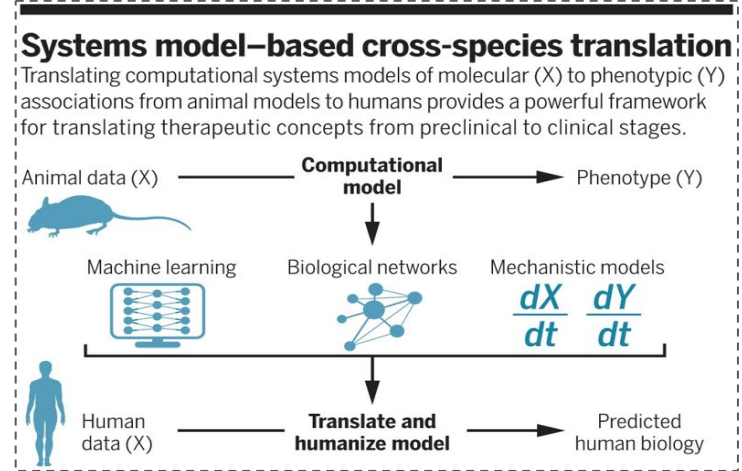 Systems model–based cross-species translation
Translating computational systems models of molecular (X) to phenotypic (Y)
associations from animal models to humans provides a powerful framework
for translating therapeutic concepts from preclinical to clinical stages.
Animal data (X)
Computational
model
Phenotype (Y)
Machine learning
Biological networks
Mechanistic models
dX
dt
dY
dt
Human
data (X)
Translate and
humanize model
Predicted
human biology